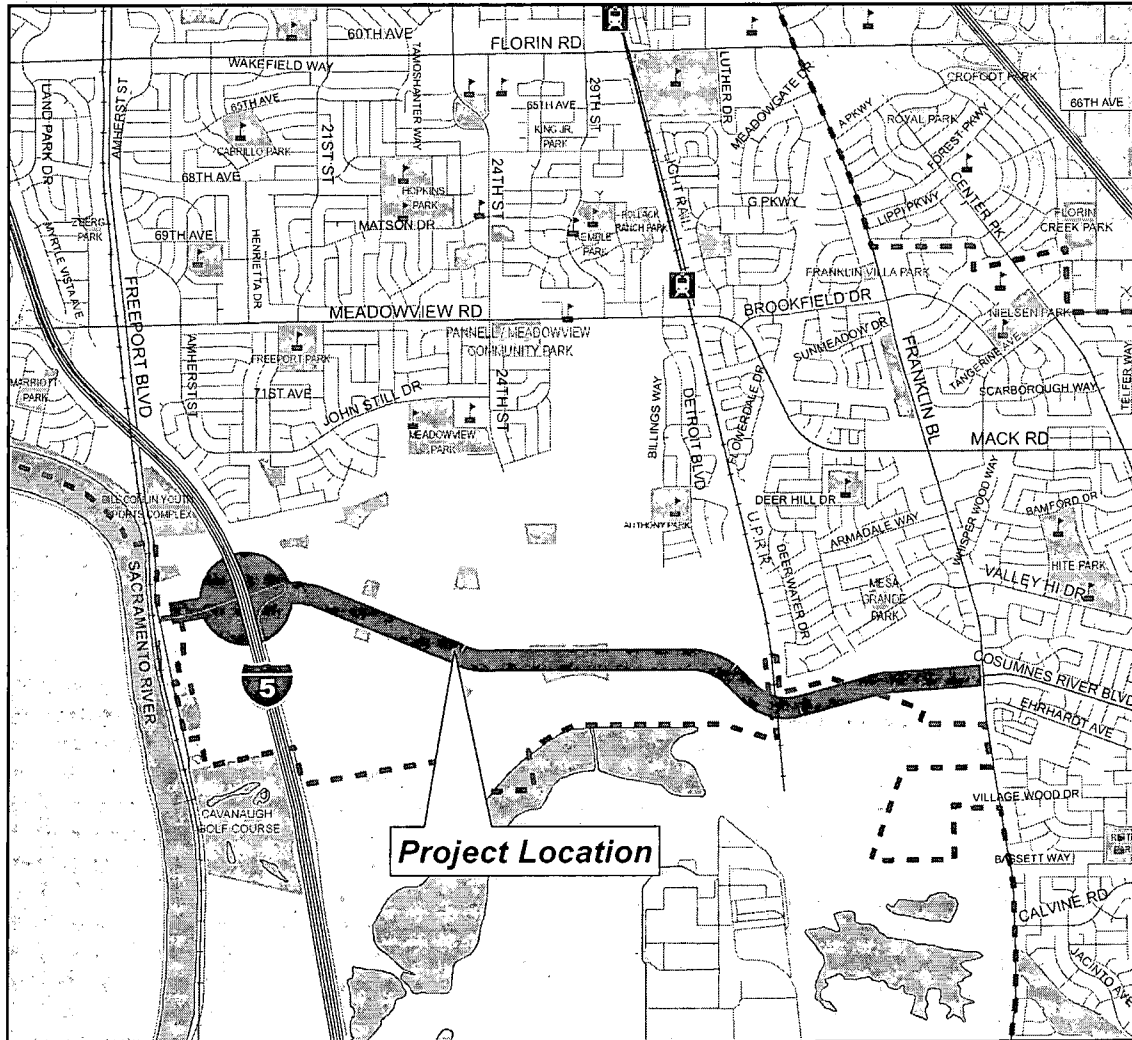 60TH AVE
FLORIN RD
WAKEFIELD WAY
LAND PARK DR
AMHERST ST
65TH AVE
CABRILLO PARK
68TH AVE
21ST ST
TAMOSHANTER WAY
HOPKINS
PARK
MATSON DR
24TH ST
65TH AVE
KING JR.
PARK
29TH ST
LUTHER DR
MEADOWGATE DR
A PKWY
CROFOOT PARK
ROYAL PARK
66TH AVE
FOREST PKWY
CENTER PK
LIPPI PKWY
G PKWY
LIGHT RAIL
POLLACK
RANCH PARK
KEMBLE
PARK
ZBERG
PARK
69TH AVE
HENRIETTA DR
MYRTLE VISTA AVE
FLORIN
CREEK PARK
FRANKLIN VILLA PARK
FREEPORT BLVD
MEADOWVIEW RD
BROOKFIELD DR
NIELSEN PARK
PANNELL / MEADOWVIEW
COMMUNITY PARK
FREEPORT PARK
SUNMEADOW DR
TANGERINE AVE
FRANKLIN BL
SCARBOROUGH WAY
TELFER WAY
MARRIOTT
PARK
AMHERST ST
71ST AVE
JOHN STILL DR
24TH ST
MEADOWVIEW
PARK
BILLINGS WAY
DETROIT BLVD
FLOWERDALE DR
MACK RD
BILL CONLIN YOUTH
SPORTS COMPLEX
ANTHONY PARK
DEER HILL DR
ARMADALE WAY
WHISPER WOOD WAY
BAMFORD DR
HITE PARK
VALLEY HI DR
U.P.R.R.
DEER WATER DR
MESA
GRANDE
PARK
SACRAMENTO RIVER
5
COSUMNES RIVER BLVD
EHRHARDT AVE
CAVANAUGH
GOLF COURSE
Project Location
VILLAGE WOOD DR
BASSETT WAY
CALVINE RD
JACINTO AVE